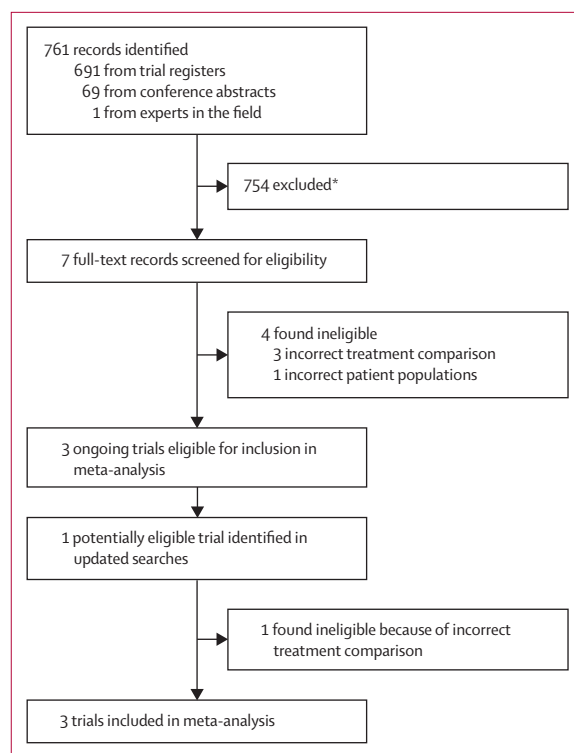 761 records identified
691 from trial registers
69 from conference abstracts
1 from experts in the field
754 excluded*
7 full-text records screened for eligibility
4 found ineligible
3 incorrect treatment comparison
1 incorrect patient populations
3 ongoing trials eligible for inclusion in
meta-analysis
1 potentially eligible trial identified in
updated searches
1 found ineligible because of incorrect
treatment comparison
3 trials included in meta-analysis